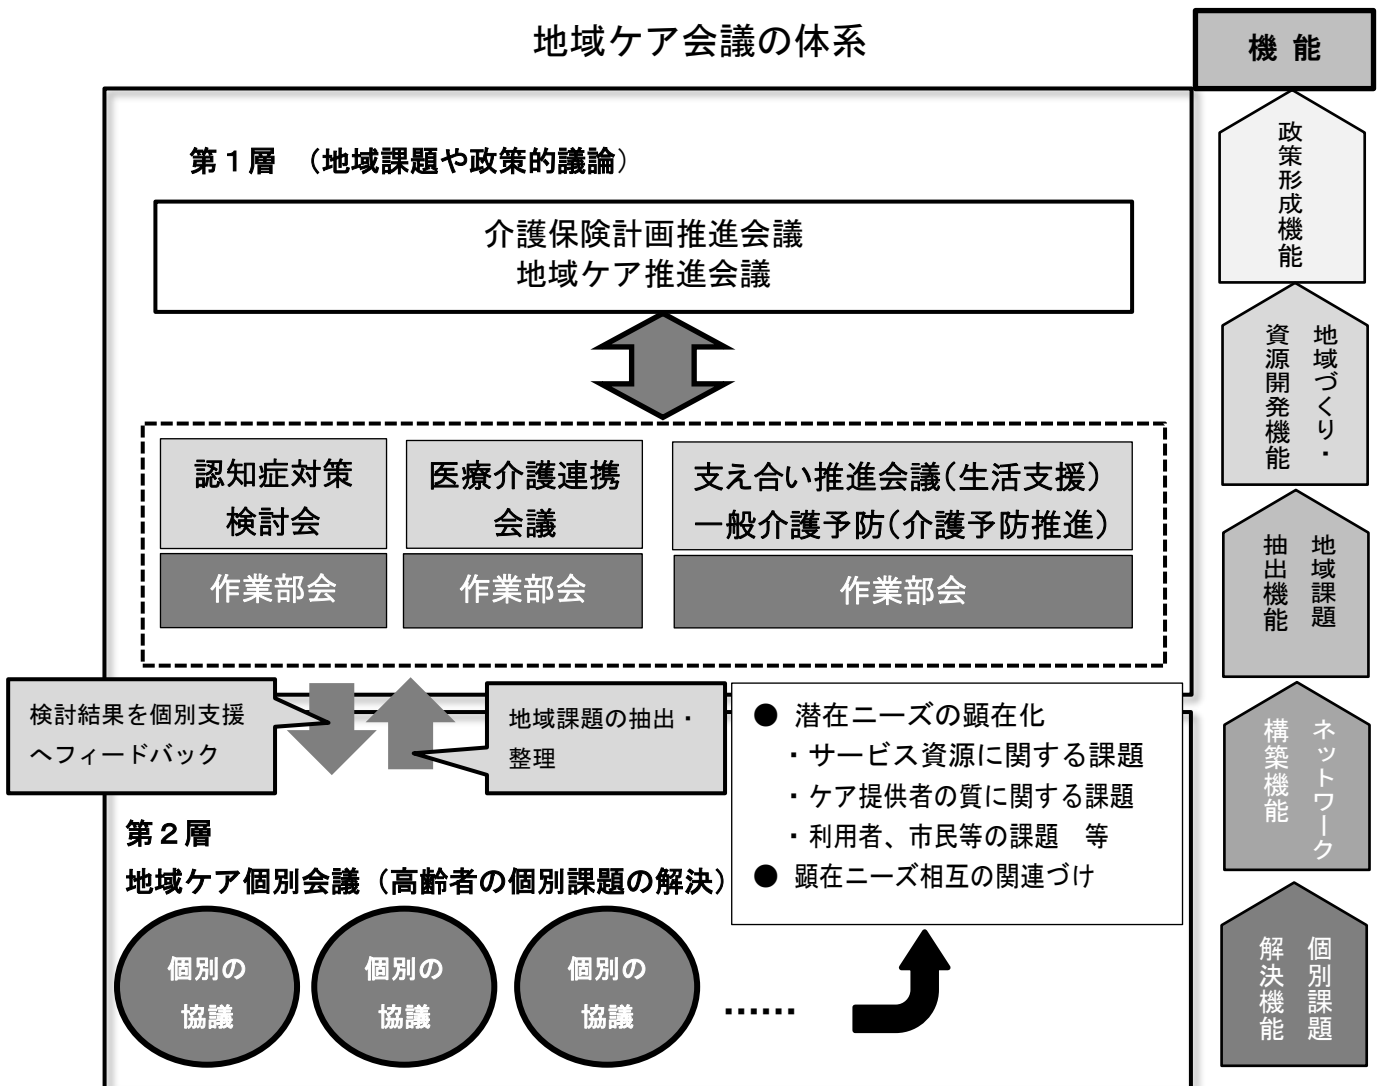 地域ケア会議の体系
機 能
第１層　（地域課題や政策的議論）
介護保険計画推進会議
地域ケア推進会議
認知症対策
検討会
作業部会
医療介護連携
会議
作業部会
支え合い推進会議（生活支援）
一般介護予防（介護予防推進）
作業部会
検討結果を個別支援
へフィードバック
地域課題の抽出・
整理
● 潜在ニーズの顕在化
・サービス資源に関する課題
・ケア提供者の質に関する課題
・利用者、市民等の課題　等
● 顕在ニーズ相互の関連づけ
第２層
地域ケア個別会議（高齢者の個別課題の解決）
個別の
協議
個別の
協議
個別の
協議
……
政策形成機能
地域づくり・
資源開発機能
地域課題
抽出機能
ネットワーク
構築機能
個別課題
解決機能